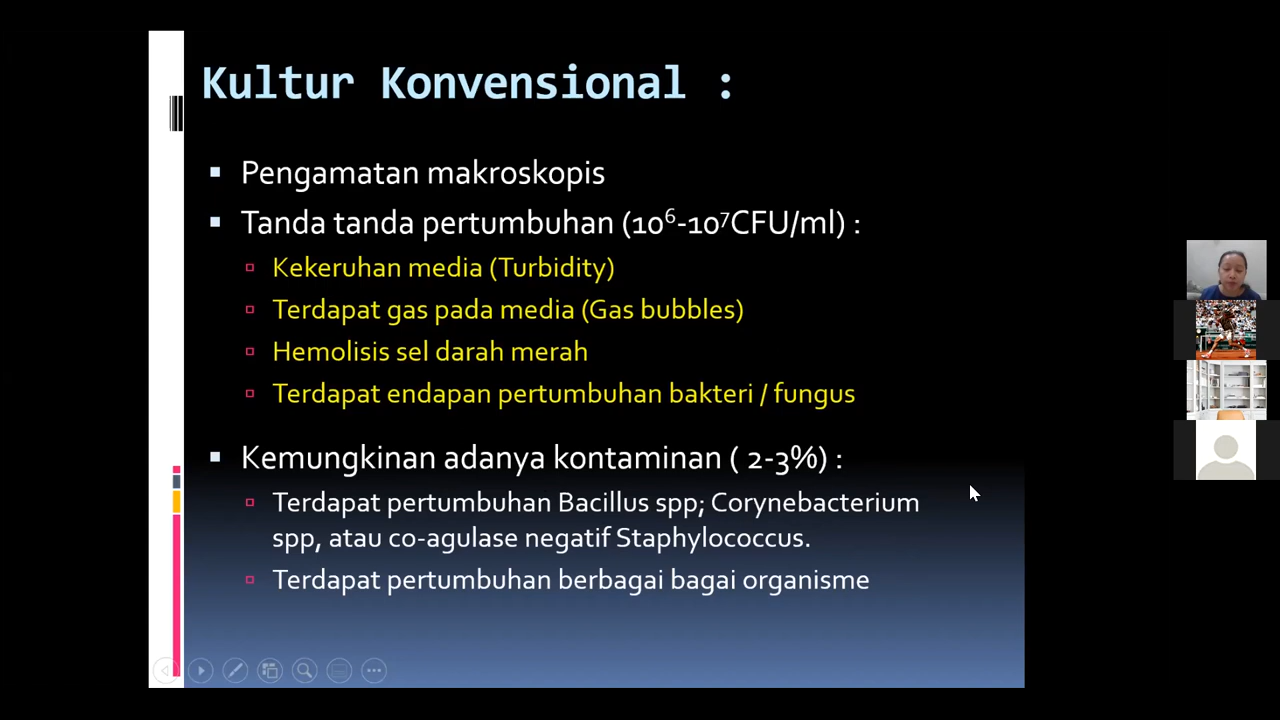 Kultur Konvensional :
Pengamatan makroskopis
Tanda tanda pertumbuhan (10⁶-10⁷CFU/ml) :
Kekeruhan media (Turbidity)
Terdapat gas pada media (Gas bubbles)
Hemolisis sel darah merah
Terdapat endapan pertumbuhan bakteri / fungus
Kemungkinan adanya kontaminan ( 2-3%) :
Terdapat pertumbuhan Bacillus spp; Corynebacterium
spp, atau co-agulase negatif Staphylococcus.
Terdapat pertumbuhan berbagai bagai organisme